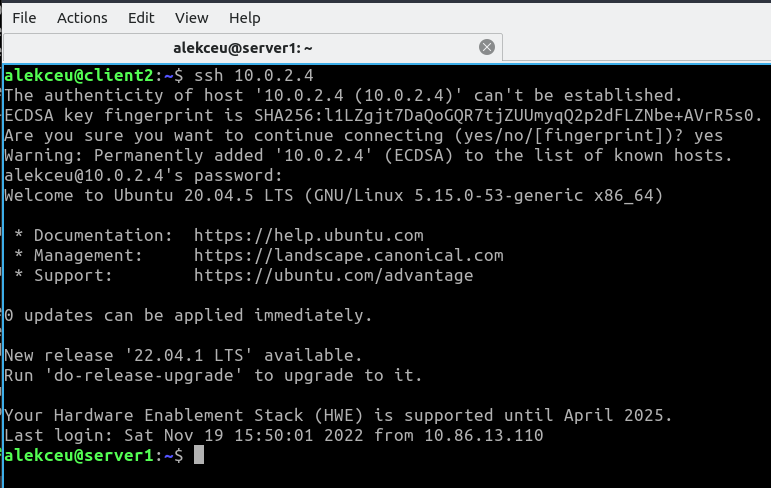 File Actions Edit View Help
alekceu@server1: ~
alekceu@client2:~$ ssh 10.0.2.4
The authenticity of host '10.0.2.4 (10.0.2.4)' can't be established.
ECDSA key fingerprint is SHA256:l1LZgjt7DaQoGQR7tjZUUmyqQ2p2dFLZNbe+AVrR5s0.
Are you sure you want to continue connecting (yes/no/[fingerprint])? yes
Warning: Permanently added '10.0.2.4' (ECDSA) to the list of known hosts.
alekceu@10.0.2.4's password:
Welcome to Ubuntu 20.04.5 LTS (GNU/Linux 5.15.0-53-generic x86_64)
* Documentation: https://help.ubuntu.com
* Management: https://landscape.canonical.com
* Support: https://ubuntu.com/advantage
0 updates can be applied immediately.
New release '22.04.1 LTS' available.
Run 'do-release-upgrade' to upgrade to it.
Your Hardware Enablement Stack (HWE) is supported until April 2025.
Last login: Sat Nov 19 15:50:01 2022 from 10.86.13.110
alekceu@server1:~$